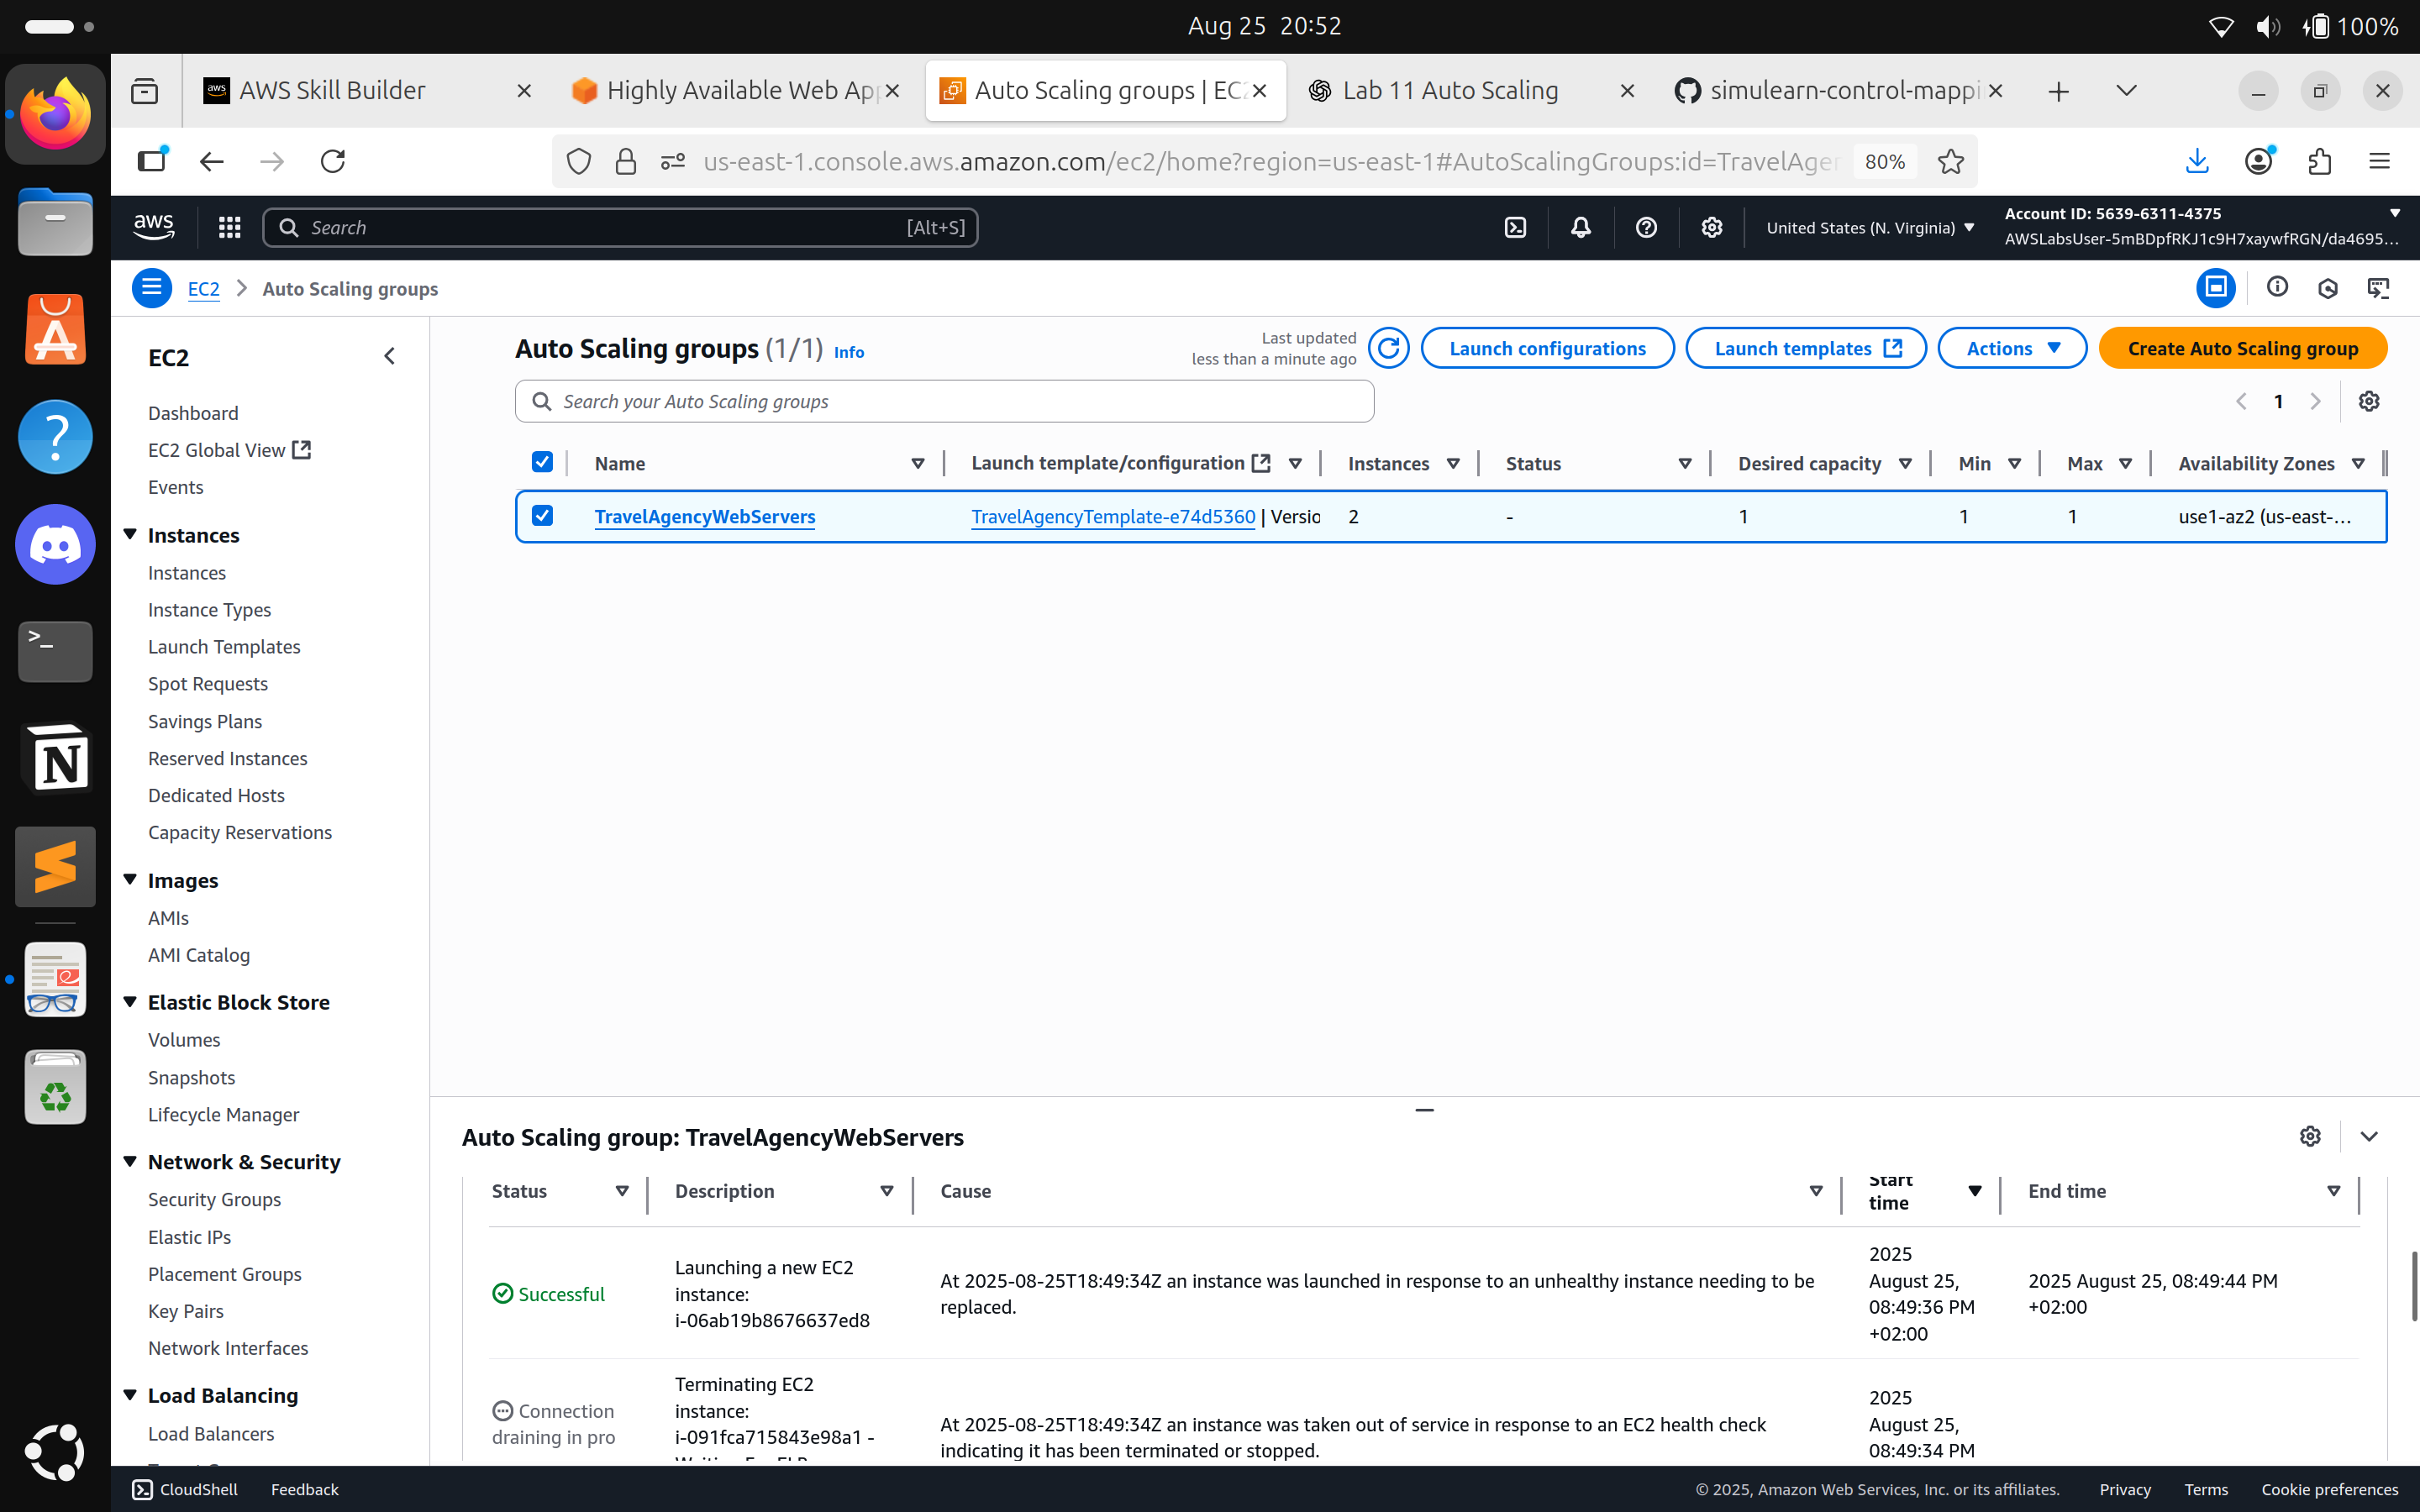 Aug 25 20:52
100%
AWS Skill Builder
Highly Available Web App
Auto Scaling groups | EC2
Lab 11 Auto Scaling
simulearn-control-mappi
us-east-1.console.aws.amazon.com/ec2/home?region=us-east-1#AutoScalingGroups:id=TravelAger
80%
aws
Search
[Alt+S]
United States (N. Virginia)
Account ID: 5639-6311-4375
AWSLabsUser-5mBDpfRKJ1c9H7xaywfRGN/da4695...
EC2
Auto Scaling groups
EC2
Dashboard
EC2 Global View
Events
Instances
Instances
Instance Types
Launch Templates
Spot Requests
Savings Plans
Reserved Instances
Dedicated Hosts
Capacity Reservations
Images
AMIs
AMI Catalog
Elastic Block Store
Volumes
Snapshots
Lifecycle Manager
Network & Security
Security Groups
Elastic IPs
Placement Groups
Key Pairs
Network Interfaces
Load Balancing
Load Balancers
Auto Scaling groups (1/1) Info
Last updated
less than a minute ago
Launch configurations
Launch templates
Actions
Create Auto Scaling group
Search your Auto Scaling groups
1
Name
Launch template/configuration
Instances
Status
Desired capacity
Min
Max
Availability Zones
TravelAgencyWebServers
TravelAgencyTemplate-e74d5360 | Versio
2
-
1
1
1
use1-az2 (us-east-...
Auto Scaling group: TravelAgencyWebServers
Status
Description
Cause
Start
time
End time
Successful
Launching a new EC2
instance:
i-06ab19b8676637ed8
At 2025-08-25T18:49:34Z an instance was launched in response to an unhealthy instance needing to be
replaced.
2025
August 25,
08:49:36 PM
+02:00
2025 August 25, 08:49:44 PM
+02:00
Connection
draining in pro
Terminating EC2
instance:
i-091fca715843e98a1 -
At 2025-08-25T18:49:34Z an instance was taken out of service in response to an EC2 health check
indicating it has been terminated or stopped.
2025
August 25,
08:49:34 PM
CloudShell
Feedback
© 2025, Amazon Web Services, Inc. or its affiliates.
Privacy
Terms
Cookie preferences